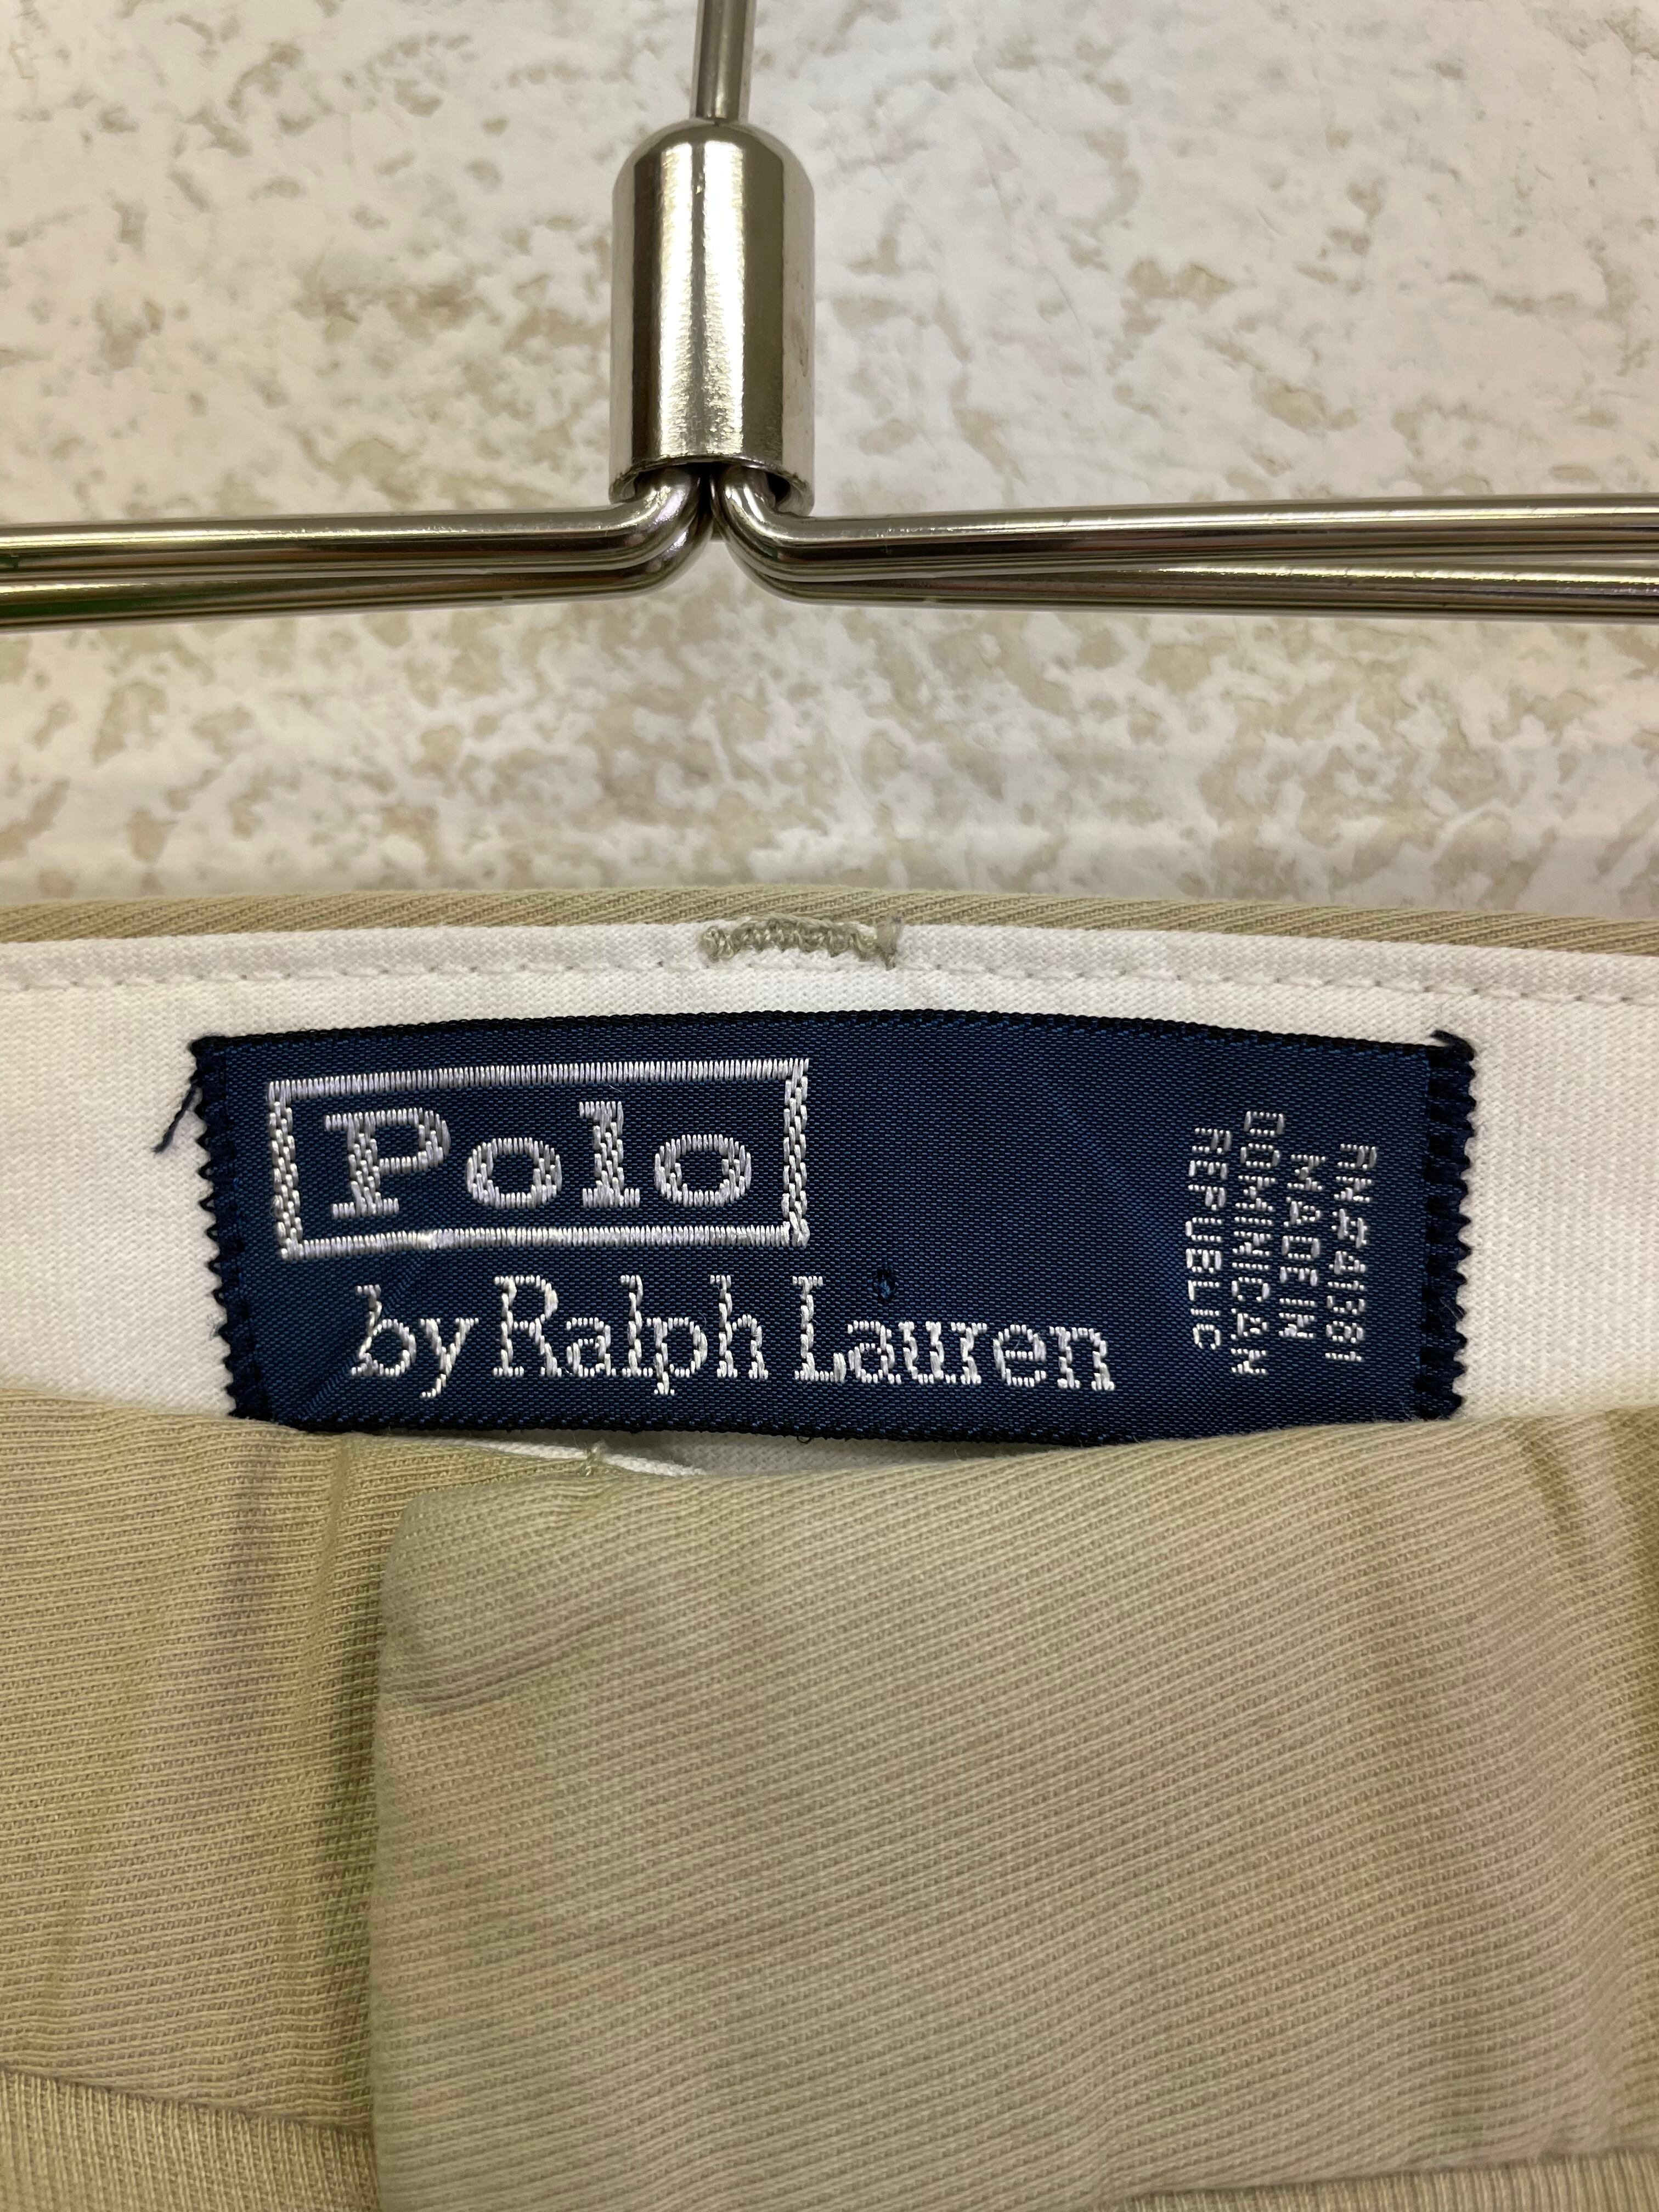 Polo
by Ralph Lauren
RN#41381
MADE IN
DOMINICAN
REPUBLIC